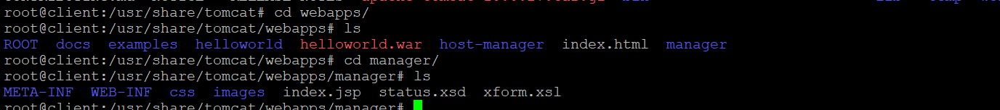 root@client:/usr/share/tomcat# cd webapps/
root@client:/usr/share/tomcat/webapps# ls
ROOT docs examples helloworld helloworld.war host-manager index.html manager
root@client:/usr/share/tomcat/webapps# cd manager/
root@client:/usr/share/tomcat/webapps/manager# ls
META-INF WEB-INF css images index.jsp status.xsd xform.xsl
root@client:/usr/share/tomcat/webapps/manager#